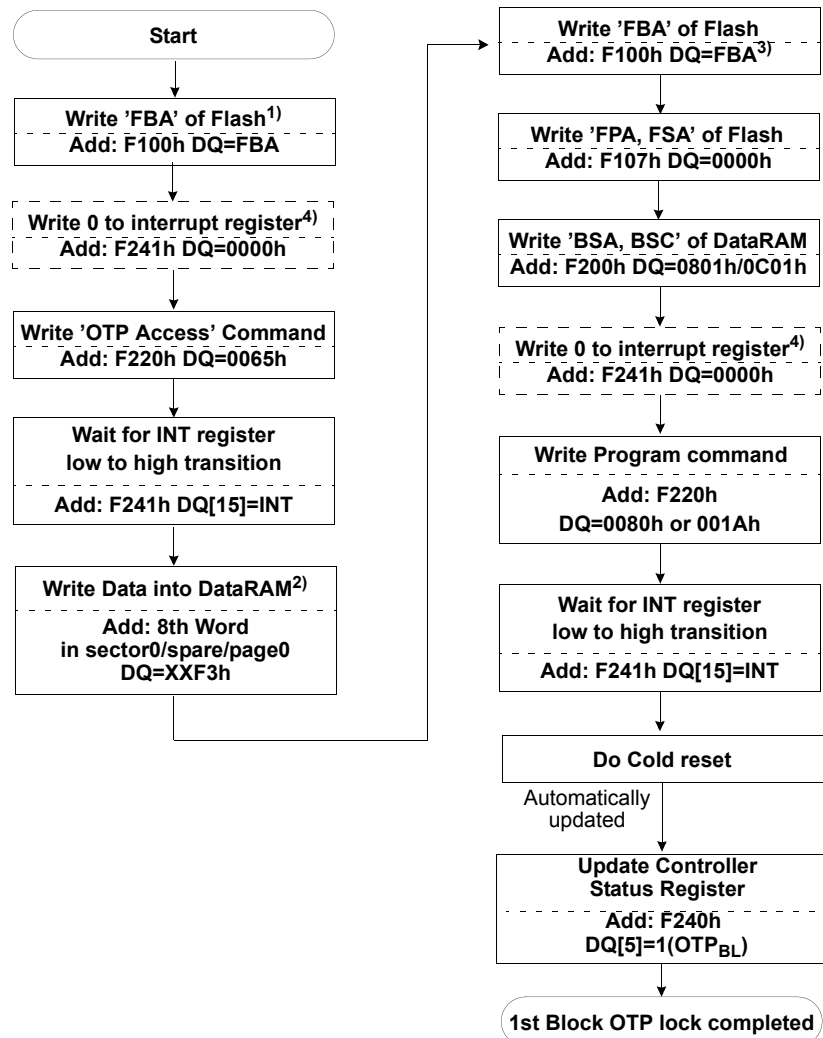 Start
Write ’FBA’ of Flash1)
Add: F100h DQ=FBA
Write 0 to interrupt register4)
Add: F241h DQ=0000h
Write ’OTP Access’ Command
Add: F220h DQ=0065h
Wait for INT register
low to high transition
Add: F241h DQ[15]=INT
Write Data into DataRAM2)
Add: 8th Word
in sector0/spare/page0
DQ=XXF3h
Write ’FBA’ of Flash
Add: F100h DQ=FBA3)
Write ’FPA, FSA’ of Flash
Add: F107h DQ=0000h
Write ’BSA, BSC’ of DataRAM
Add: F200h DQ=0801h/0C01h
Write 0 to interrupt register4)
Add: F241h DQ=0000h
Write Program command
Add: F220h
DQ=0080h or 001Ah
Wait for INT register
low to high transition
Add: F241h DQ[15]=INT
Do Cold reset
Automatically
updated
Update Controller
Status Register
Add: F240h
DQ[5]=1(OTPBL)
1st Block OTP lock completed